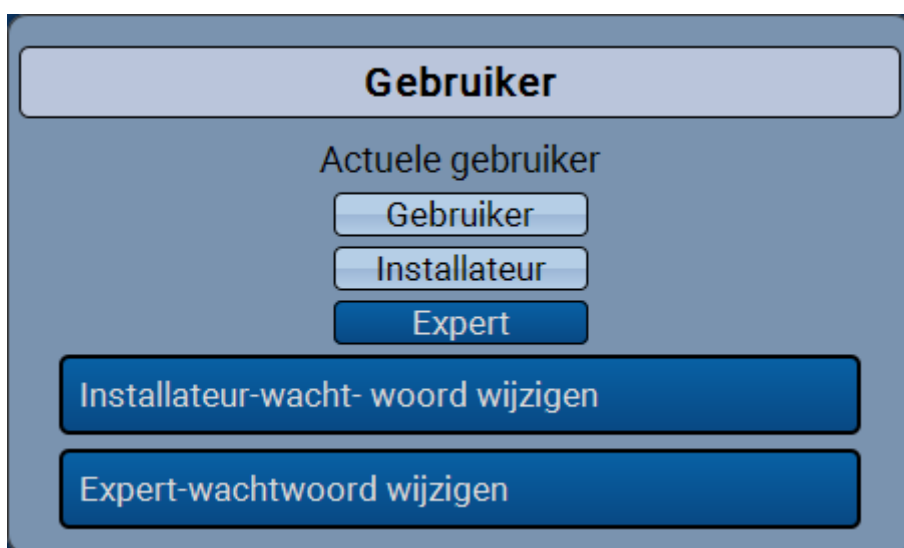 Gebruiker
Actuele gebruiker
Gebruiker
Installateur
Expert
Installateur-wacht- woord wijzigen
Expert-wachtwoord wijzigen